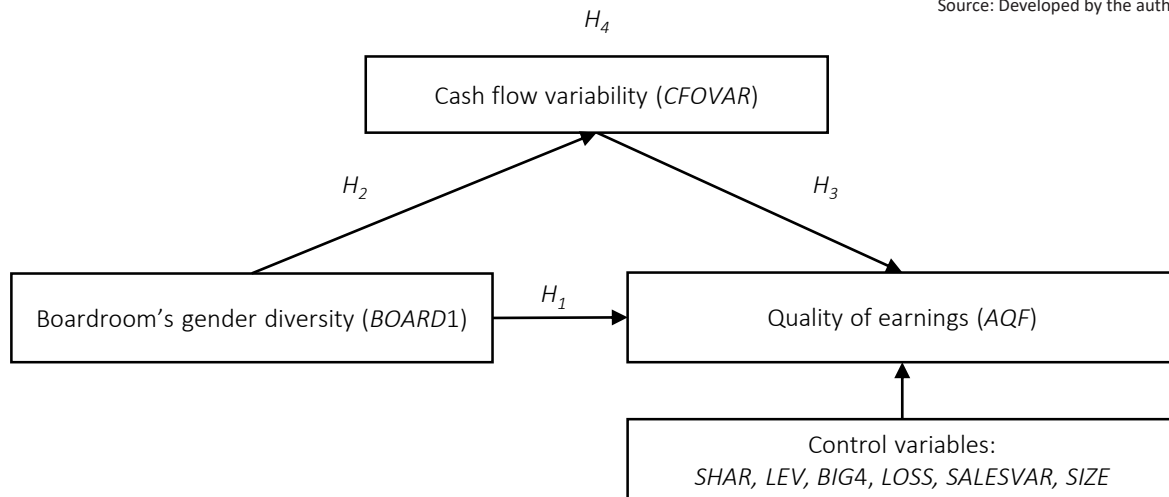 Source: Developed by the auth
H4
Cash flow variability (CFOVAR)
H2
H3
Boardroom's gender diversity (BOARD1)
H1
Quality of earnings (AQF)
Control variables:
SHAR, LEV, BIG4, LOSS, SALESVAR, SIZE